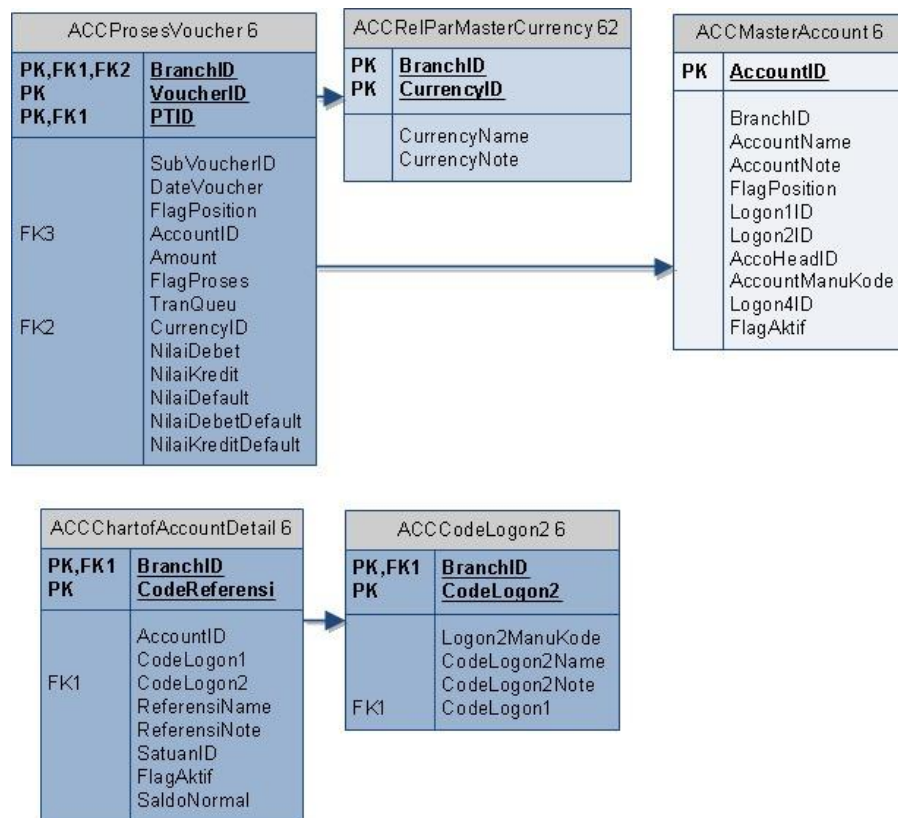 ACCProsesVoucher 6
PK,FK1,FK2 BranchID
PK VoucherID
PK,FK1 PTID
SubVoucherID
DateVoucher
FlagPosition
FK3 AccountID
Amount
FlagProses
TranQueu
FK2 CurrencyID
NilaiDebet
NilaiKredit
NilaiDefault
NilaiDebetDefault
NilaiKreditDefault
ACCRelParMasterCurrency 62
PK BranchID
PK CurrencyID
CurrencyName
CurrencyNote
ACCMasterAccount 6
PK AccountID
BranchID
AccountName
AccountNote
FlagPosition
Logon1ID
Logon2ID
AccoHeadID
AccountManuKode
Logon4ID
FlagAktif
ACCChartofAccountDetail 6
PK,FK1 BranchID
PK CodeReferensi
AccountID
CodeLogon1
FK1 CodeLogon2
ReferensiName
ReferensiNote
SatuanID
FlagAktif
SaldoNormal
ACCCodeLogon2 6
PK,FK1 BranchID
PK CodeLogon2
Logon2ManuKode
CodeLogon2Name
CodeLogon2Note
FK1 CodeLogon1